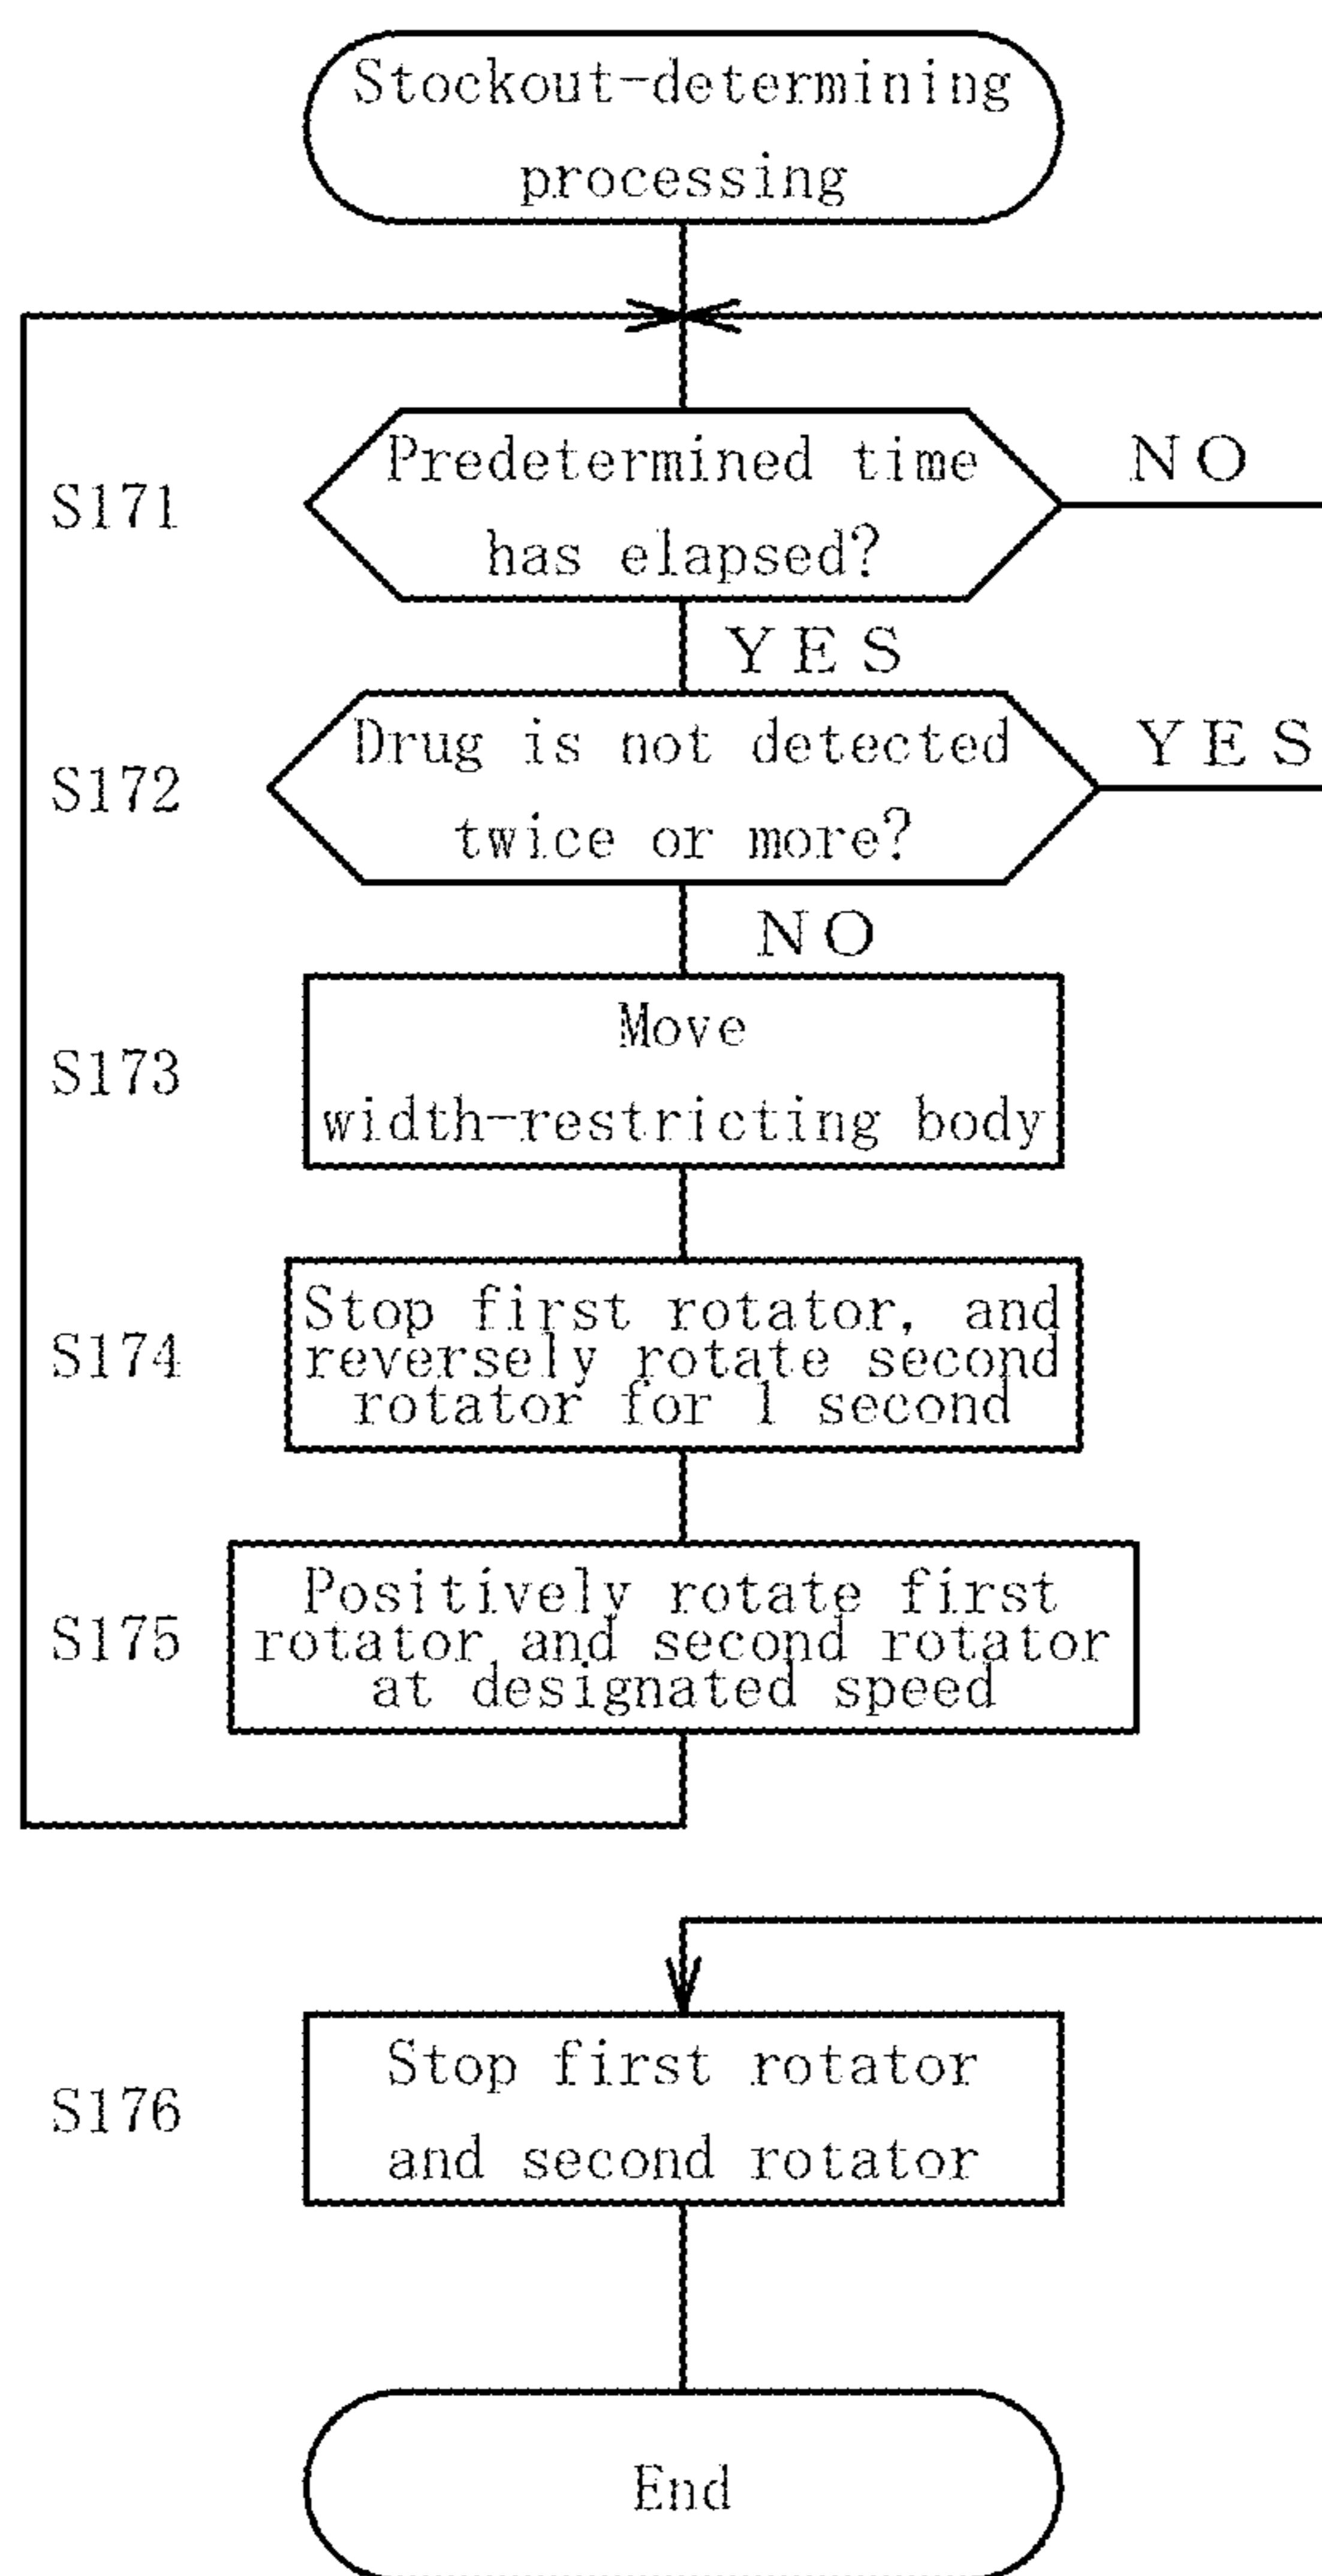 Stockout-determining
processing
S171
Predetermined time
has elapsed?
NO
YES
S172
Drug is not detected
twice or more?
YES
NO
S173
Move
width-restricting body
S174
Stop first rotator, and
reversely rotate second
rotator for 1 second
S175
Positively rotate first
rotator and second rotator
at designated speed
S176
Stop first rotator
and second rotator
End